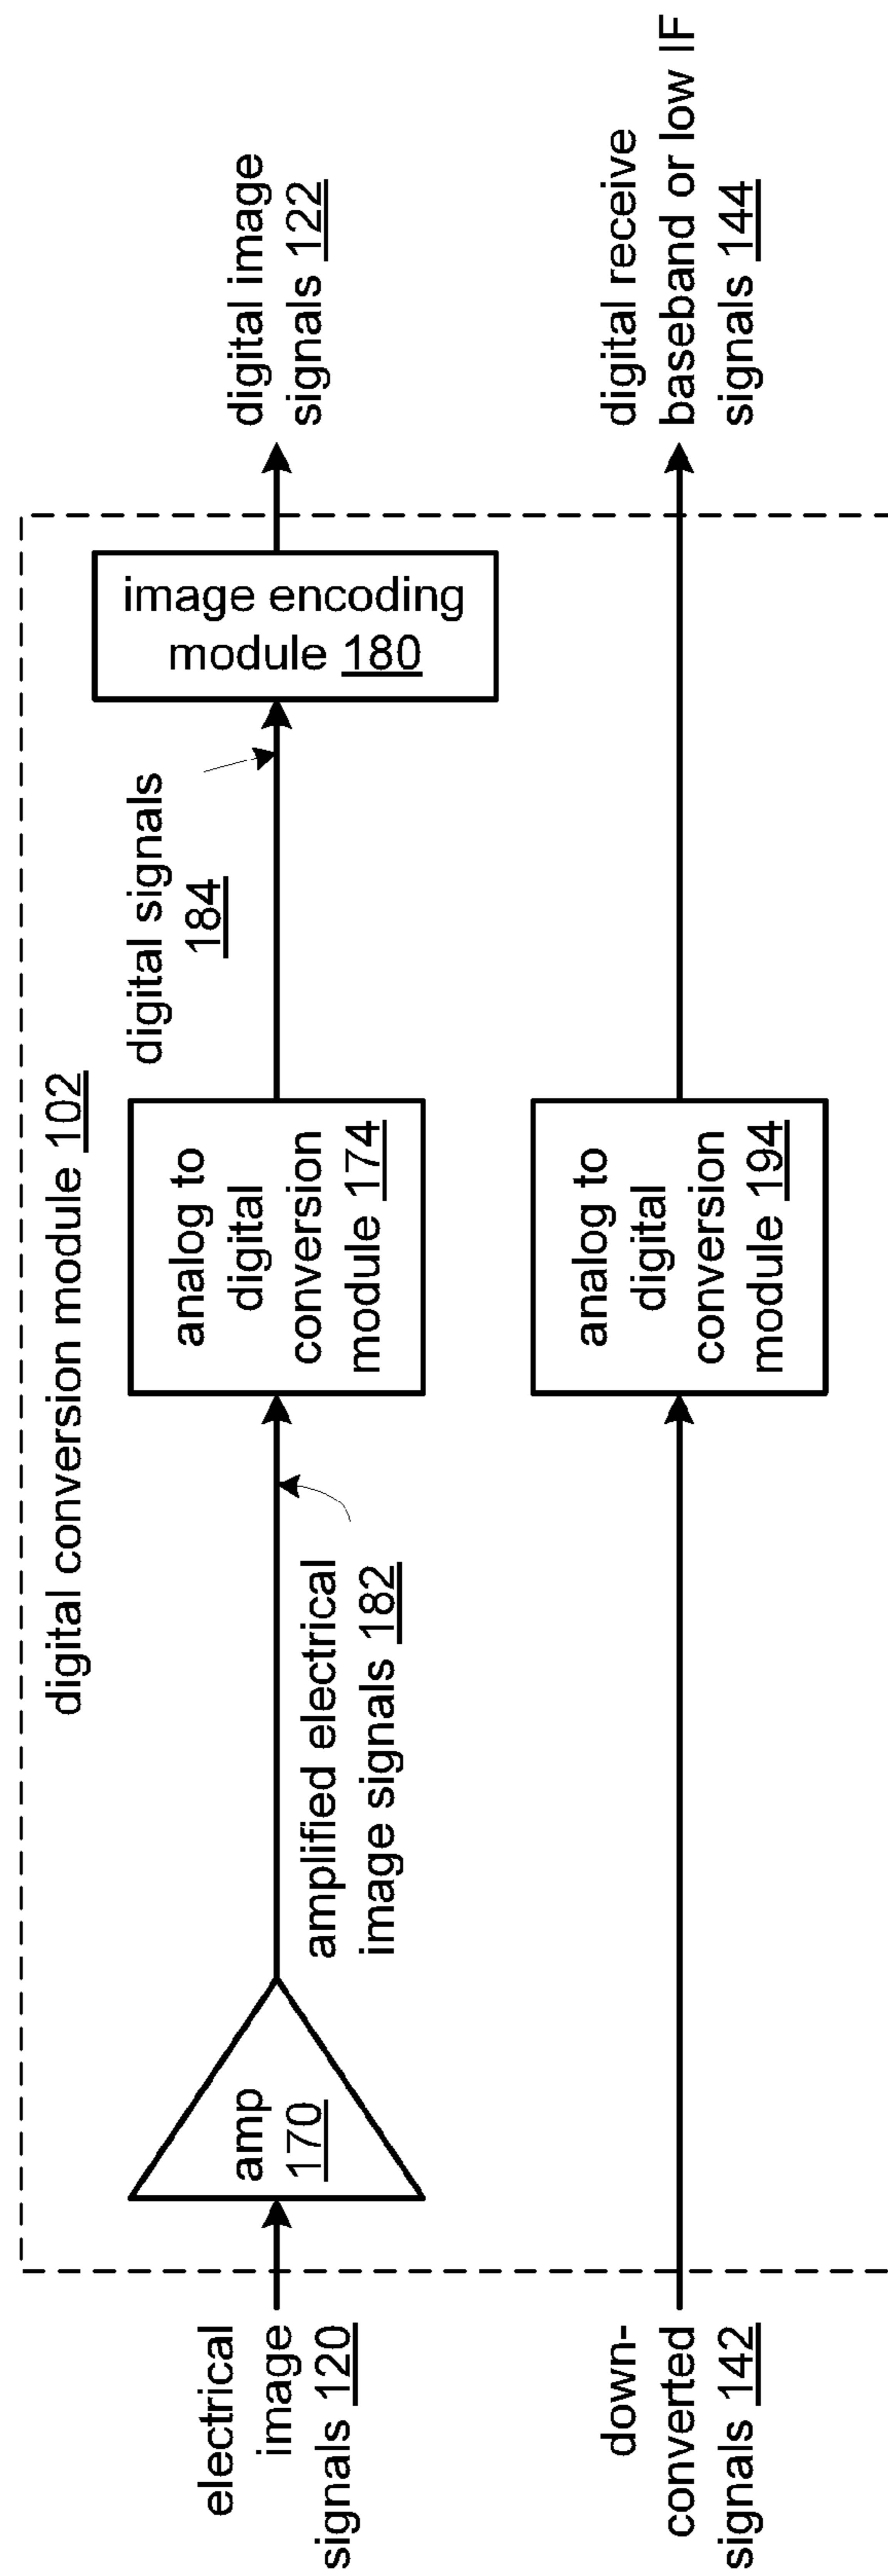 digital conversion module 102
electrical
image
signals 120
amp
170
amplified electrical
image signals 182
analog to
digital
conversion
module 174
digital signals
184
image encoding
module 180
digital image
signals 122
down-
converted
signals 142
analog to
digital
conversion
module 194
digital receive
baseband or low IF
signals 144